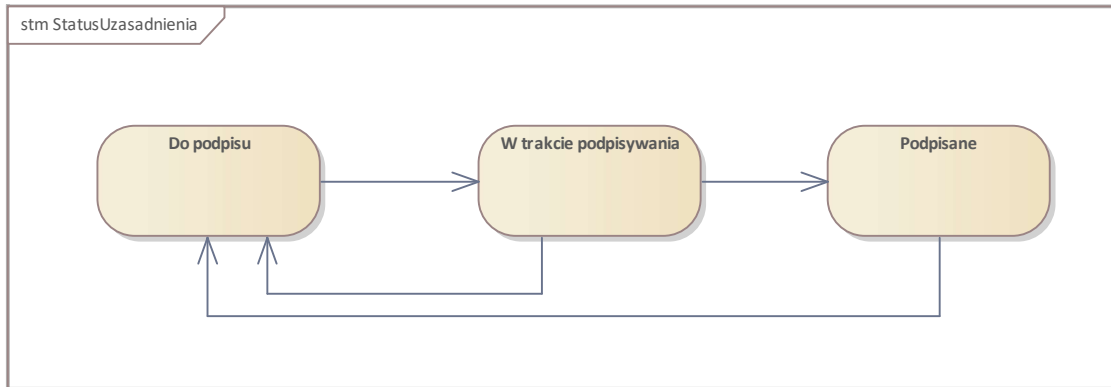 stm StatusUzasadnienia
Do podpisu
W trakcie podpisywania
Podpisane